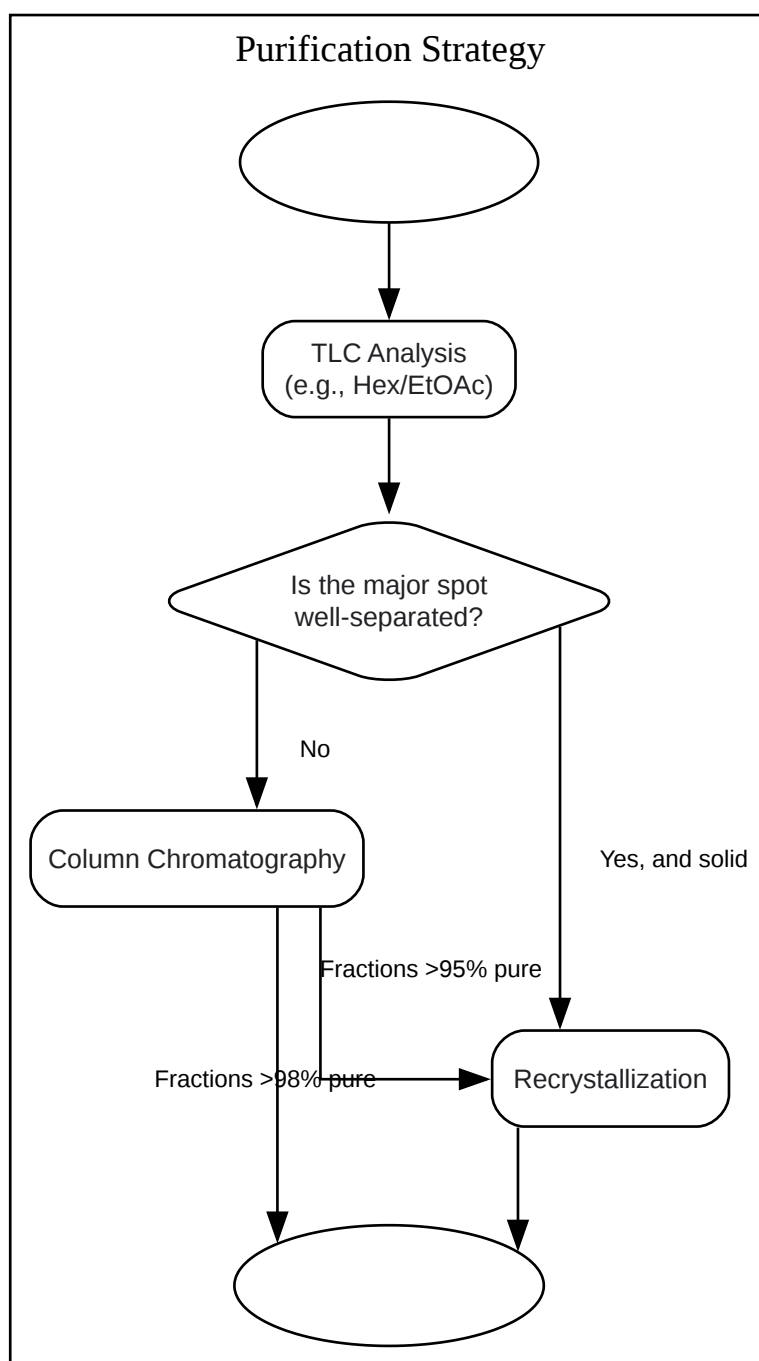 Purification Strategy
TLC Analysis
(e.g., Hex/EtOAc)
Is the major spot
well-separated?
No
Column Chromatography
Yes, and solid
Fractions >95% pure
Fractions >98% pure
Recrystallization